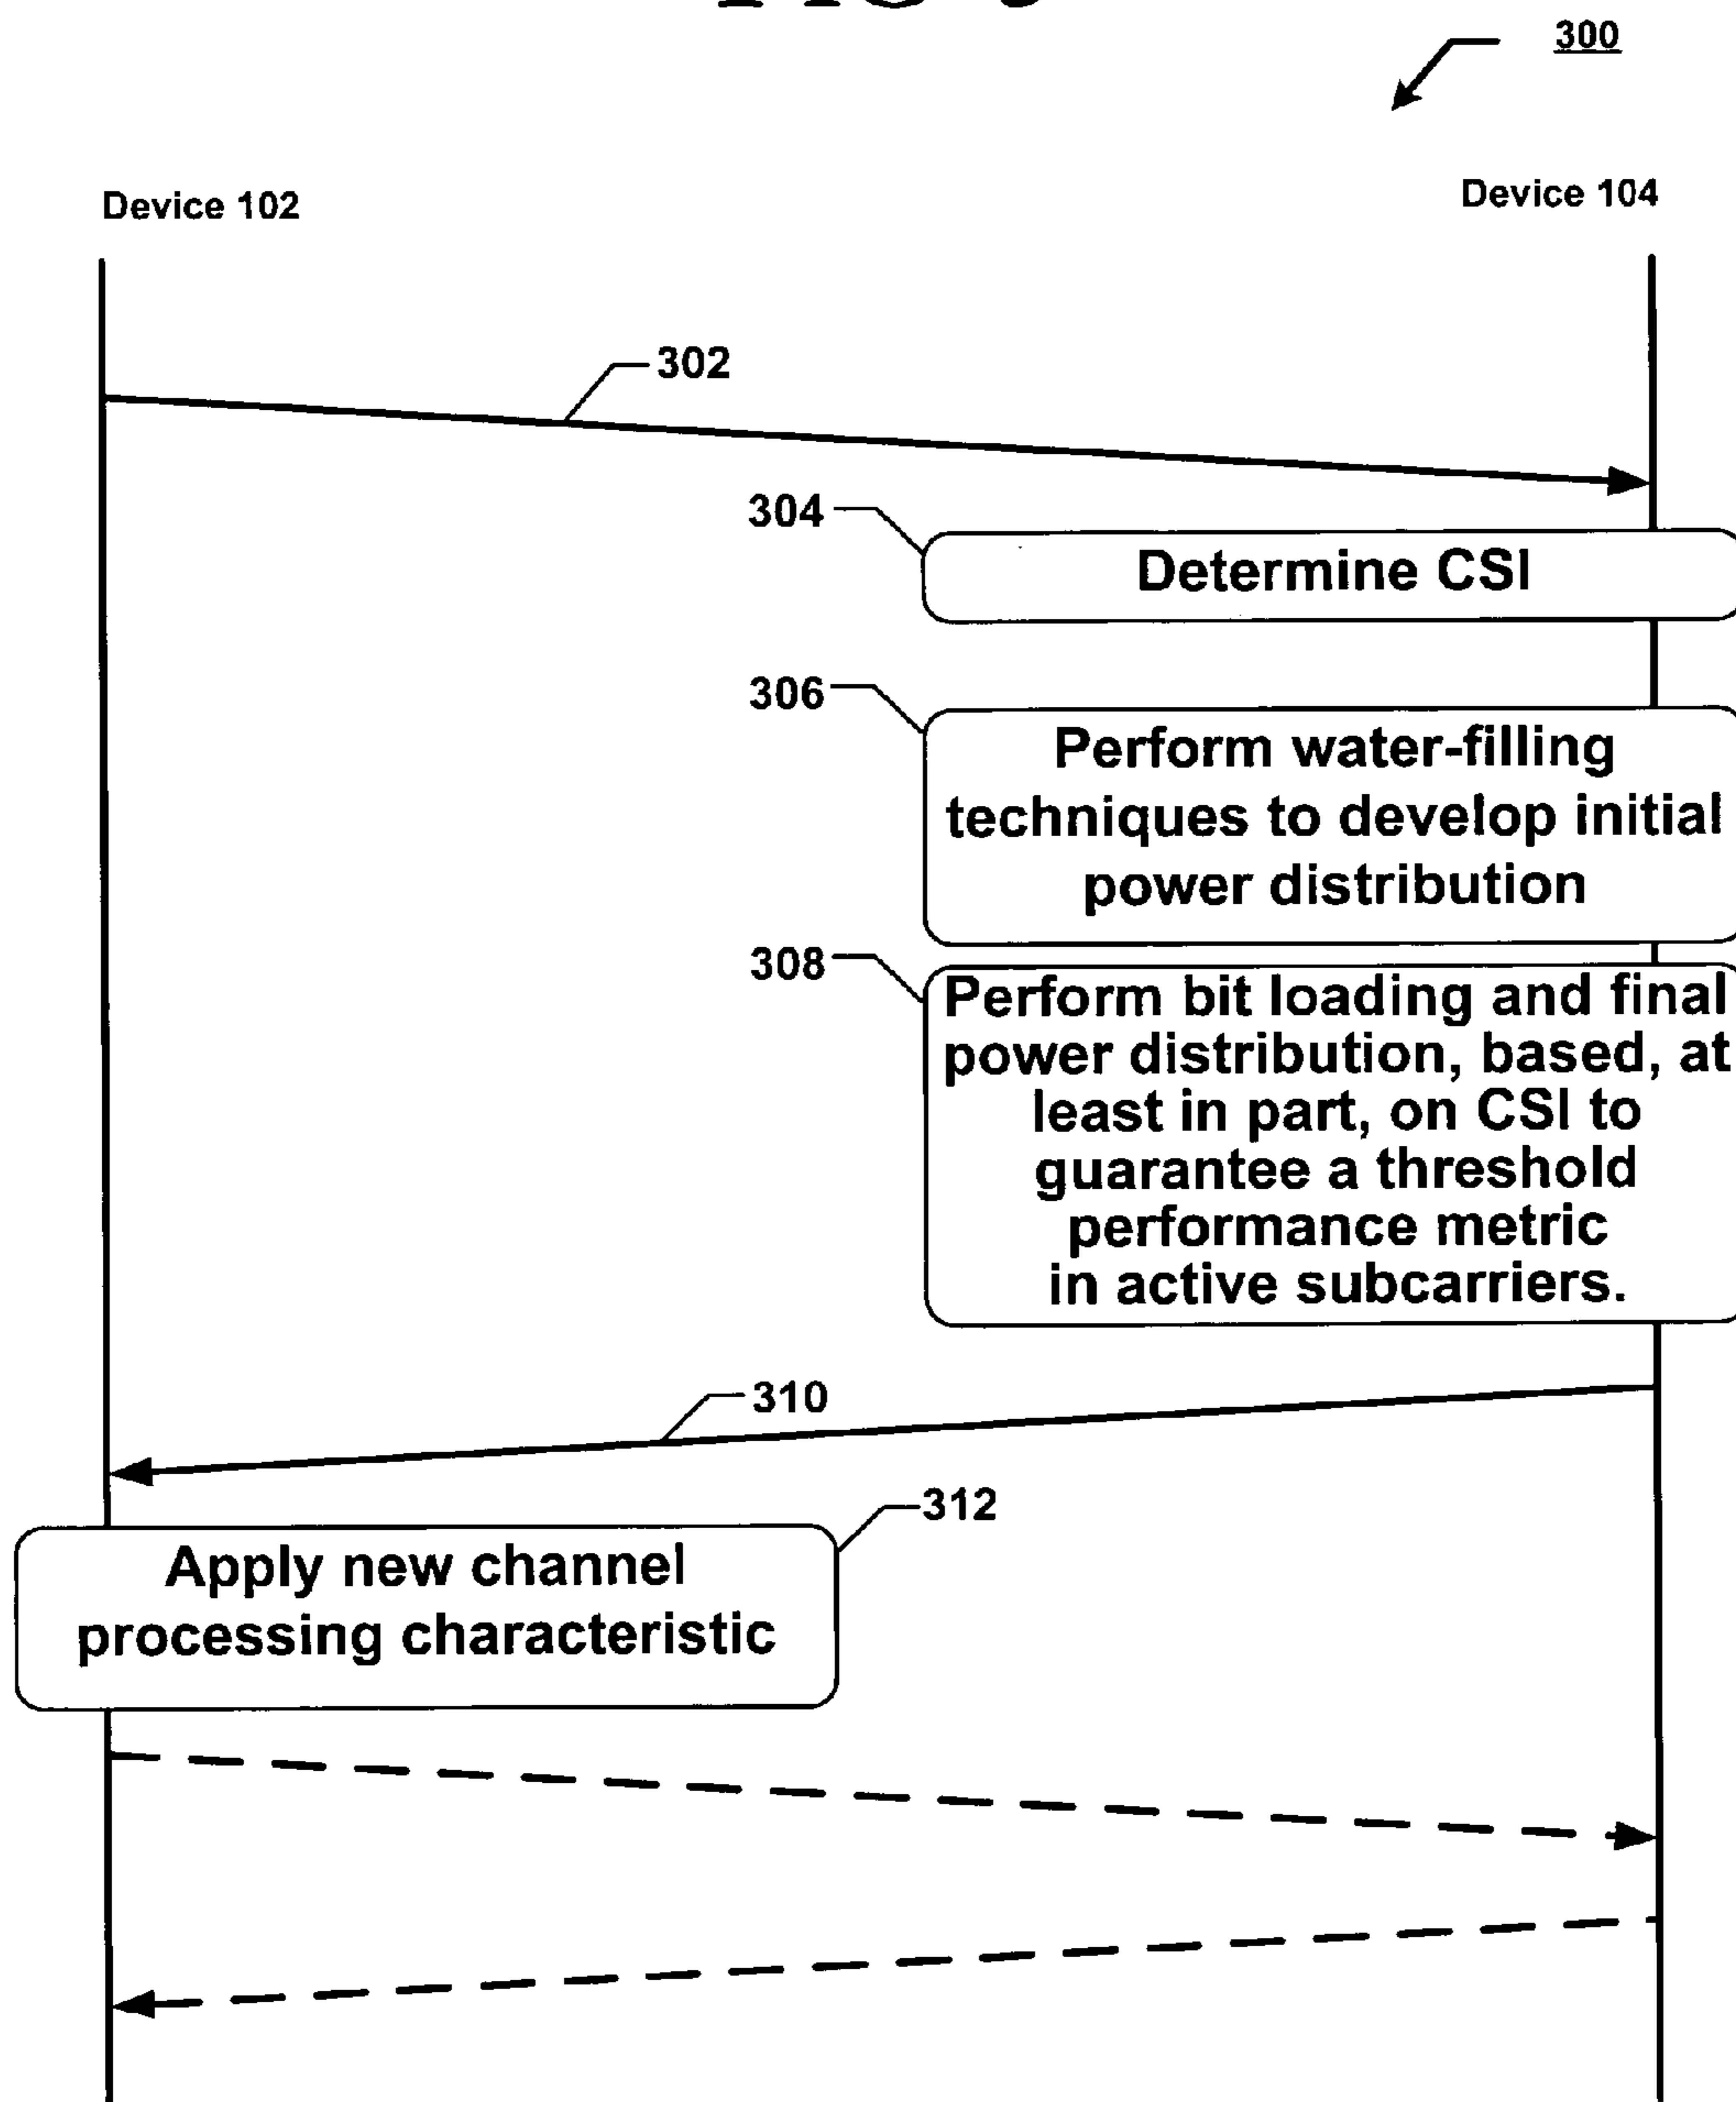 300
Device 102
Device 104
302
304
Determine CSI
306
Perform water-filling
techniques to develop initial
power distribution
308
Perform bit loading and final
power distribution, based, at
least in part, on CSI to
guarantee a threshold
performance metric
in active subcarriers.
310
312
Apply new channel
processing characteristic